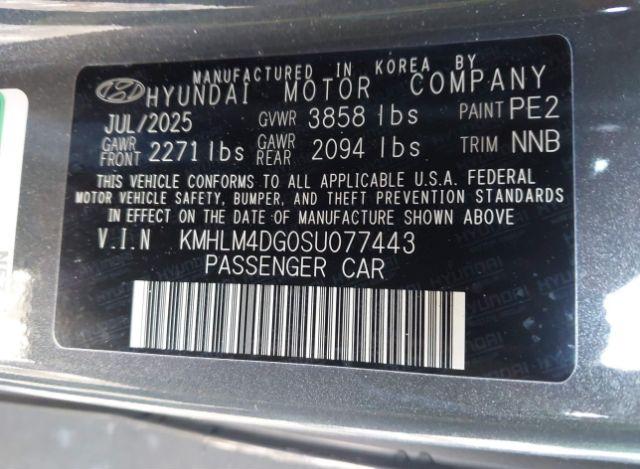 MANUFACTURED IN KOREA BY
HYUNDAI MOTOR COMPANY
JUL/2025 GVWR 3858 lbs PAINT PE2
GAWR FRONT 2271 lbs GAWR REAR 2094 lbs TRIM NNB
THIS VEHICLE CONFORMS TO ALL APPLICABLE U.S.A. FEDERAL
MOTOR VEHICLE SAFETY, BUMPER, AND THEFT PREVENTION STANDARDS
IN EFFECT ON THE DATE OF MANUFACTURE SHOWN ABOVE
V.I.N KMHLM4DG0SU077443
PASSENGER CAR